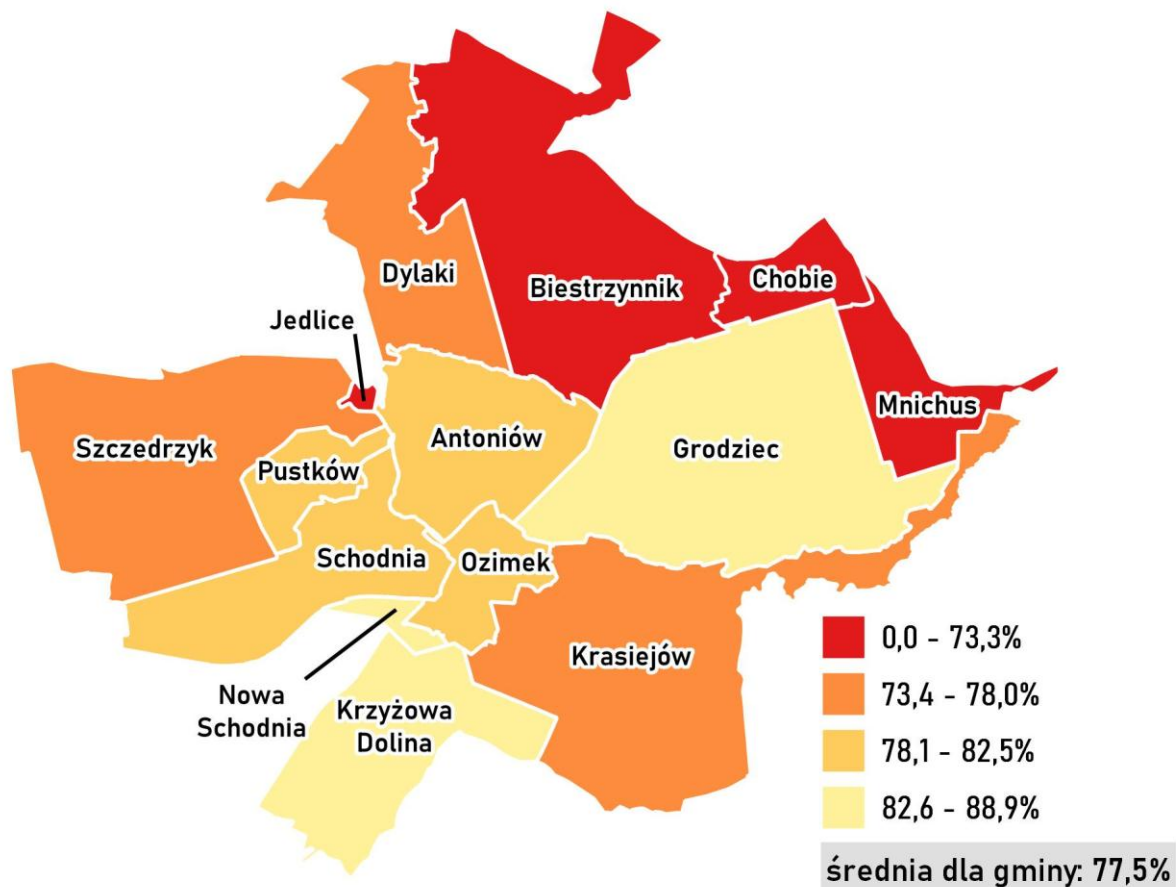 Dylaki
Biestrzynnik
Chobie
Jedlice
Mnichus
Szczedrzyk
Antoniów
Grodziec
Pustków
Schodnia
Ozimek
Krasiejów
Nowa
Schodnia
Krzyżowa
Dolina
0,0 - 73,3%
73,4 - 78,0%
78,1 - 82,5%
82,6 - 88,9%
średnia dla gminy: 77,5%